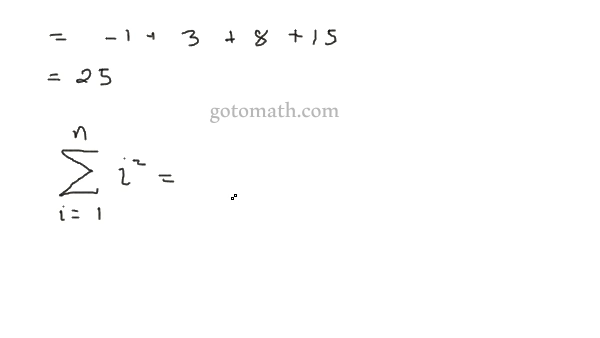 = -1 + 3 + 8 + 15
= 25
gotomath.com
n
∑ i² =
i = 1